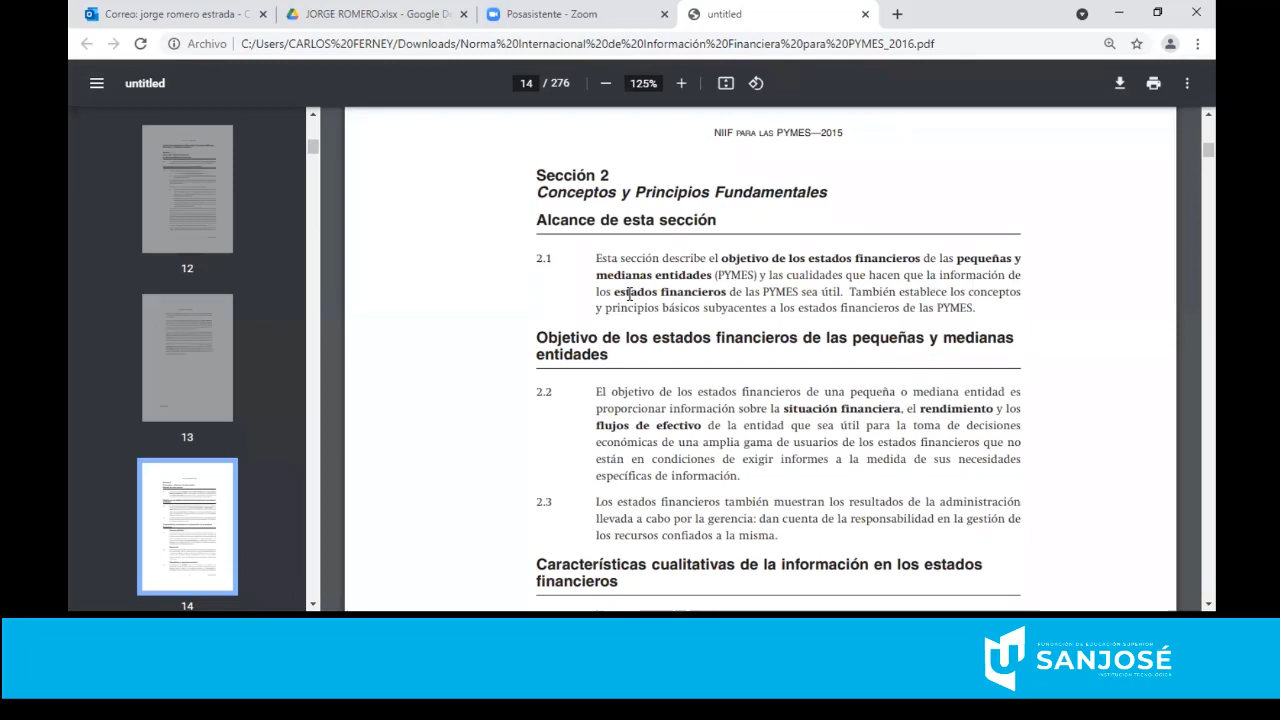 Correo: jorge romero estrada - C
JORGE ROMERO.xlsx - Google D
Posasistente - Zoom
untitled
Archivo
C:/Users/CARLOS%20FERNEY/Downloads/Norma%20Internacional%20de%20Información%20Financiera%20para%20PYMES_2016.pdf
untitled
14 / 276
125%
12
13
14
NIIF PARA LAS PYMES—2015
Sección 2
Conceptos y Principios Fundamentales
Alcance de esta sección
2.1 Esta sección describe el objetivo de los estados financieros de las pequeñas y
medianas entidades (PYMES) y las cualidades que hacen que la información de
los estados financieros de las PYMES sea útil. También establece los conceptos
y principios básicos subyacentes a los estados financieros de las PYMES.
Objetivo de los estados financieros de las pequeñas y medianas
entidades
2.2 El objetivo de los estados financieros de una pequeña o mediana entidad es
proporcionar información sobre la situación financiera, el rendimiento y los
flujos de efectivo de la entidad que sea útil para la toma de decisiones
económicas de una amplia gama de usuarios de los estados financieros que no
están en condiciones de exigir informes a la medida de sus necesidades
específicas de información.
2.3 Los estados financieros también muestran los resultados de la administración
llevada a cabo por la gerencia: dan cuenta de la responsabilidad en la gestión de
los recursos confiados a la misma.
Características cualitativas de la información en los estados
financieros
FUNDACIÓN DE EDUCACIÓN SUPERIOR
SANJOSÉ
INSTITUCIÓN TECNOLÓGICA